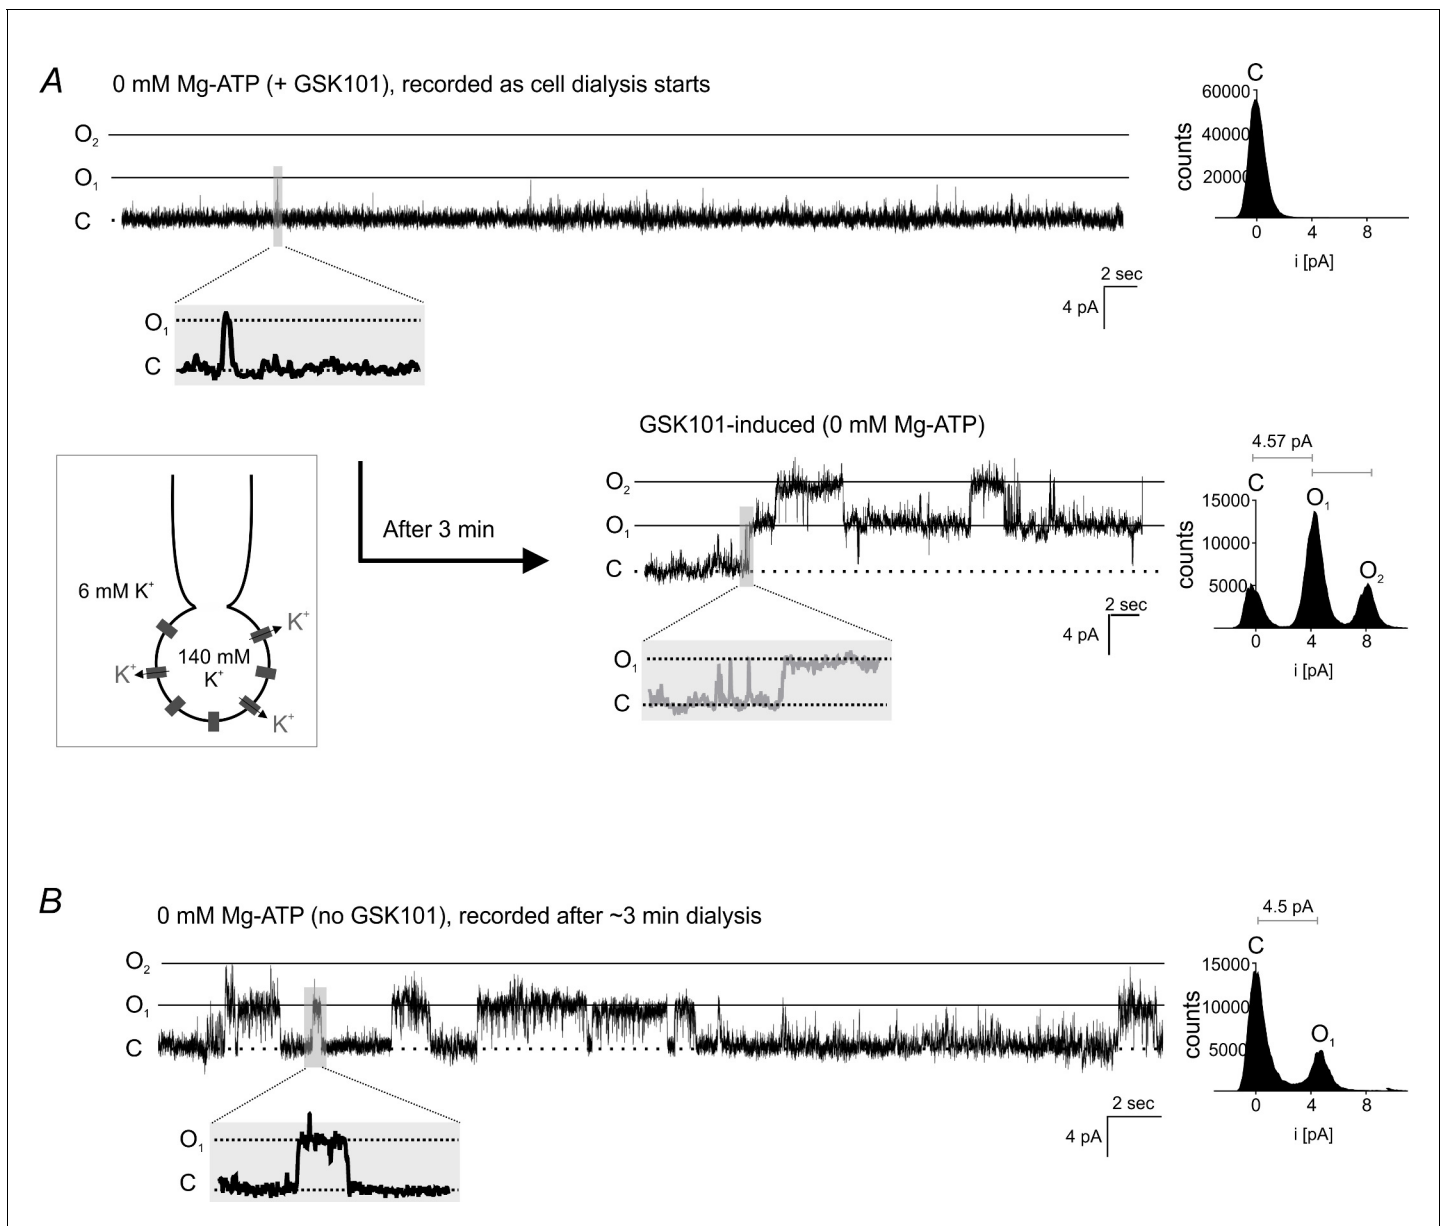 A
0 mM Mg-ATP (+ GSK101), recorded as cell dialysis starts
O2
O1
C
C
60000
40000
20000
counts
0 4 8
i [pA]
2 sec
4 pA
O1
C
GSK101-induced (0 mM Mg-ATP)
After 3 min
O2
O1
C
2 sec
4 pA
O1
C
4.57 pA
C
O1
O2
15000
10000
5000
counts
0 4 8
i [pA]
6 mM K+
140 mM
K+
K+
K+
K+
B
0 mM Mg-ATP (no GSK101), recorded after ~3 min dialysis
O2
O1
C
2 sec
4 pA
O1
C
4.5 pA
C
O1
15000
10000
5000
counts
0 4 8
i [pA]